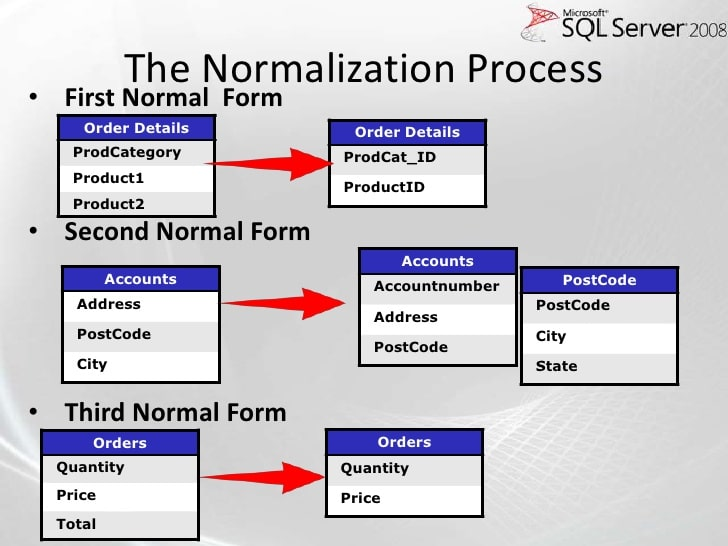 Microsoft®
SQL Server 2008
The Normalization Process
• First Normal Form
Order Details
ProdCategory
Product1
Product2
Order Details
ProdCat_ID
ProductID
• Second Normal Form
Accounts
Address
PostCode
City
Accounts
Accountnumber
Address
PostCode
PostCode
PostCode
City
State
• Third Normal Form
Orders
Quantity
Price
Total
Orders
Quantity
Price